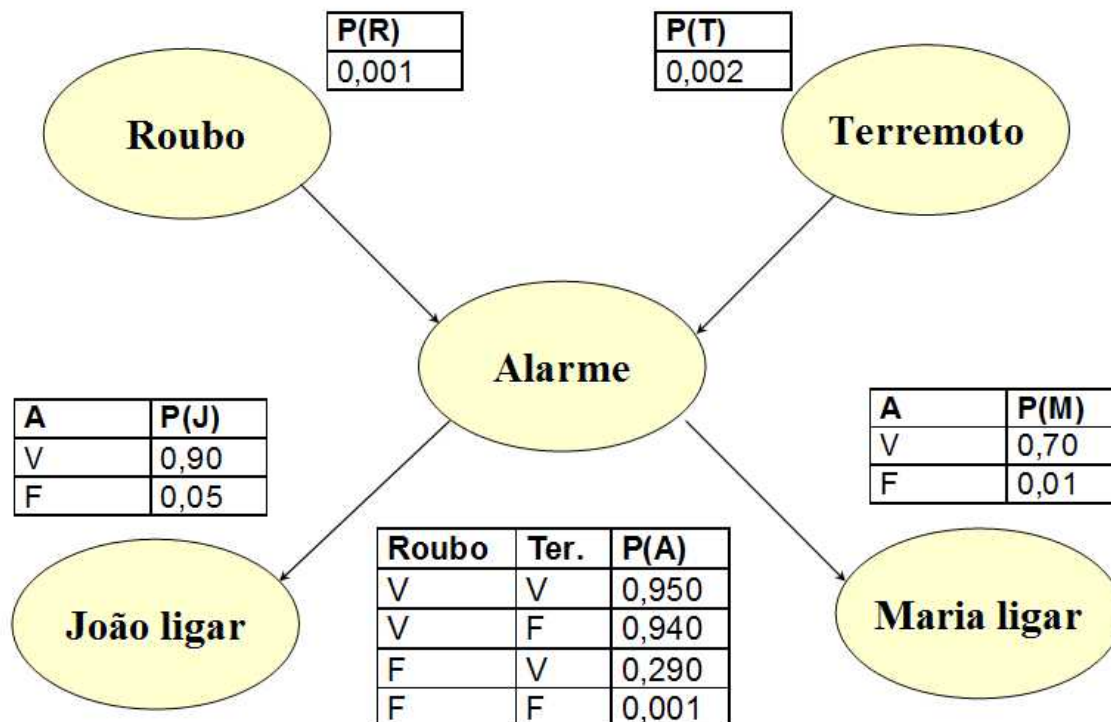 P(R)
0,001
P(T)
0,002
Roubo
Terremoto
Alarme
A P(J)
V 0,90
F 0,05
A P(M)
V 0,70
F 0,01
Roubo Ter. P(A)
V V 0,950
V F 0,940
F V 0,290
F F 0,001
João ligar
Maria ligar